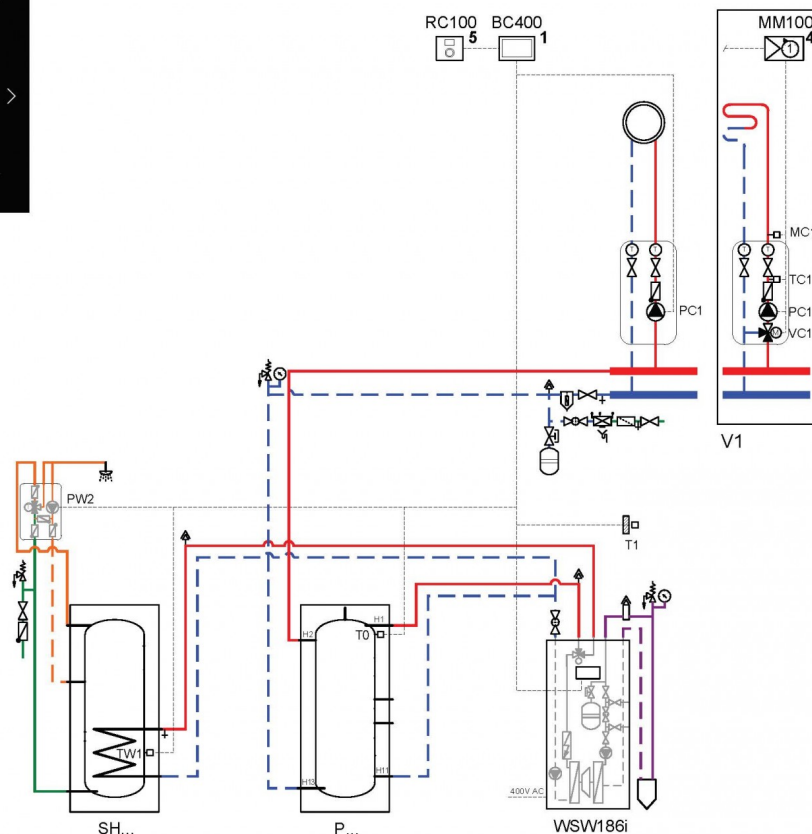 RC100 BC400 MM100
5 1 4
1
T T T T
MC1
TC1
PC1 PC1
M VC1
V1
PW2
T1
H2 H1
T0
TW1
H13 H11
400V AC
SH... P... WSW186i